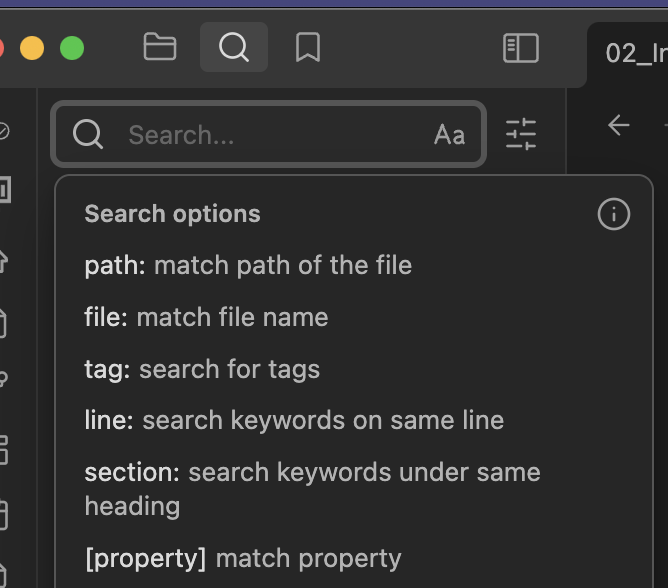 02_Ir
Search...
Aa
Search options
path: match path of the file
file: match file name
tag: search for tags
line: search keywords on same line
section: search keywords under same
heading
[property] match property